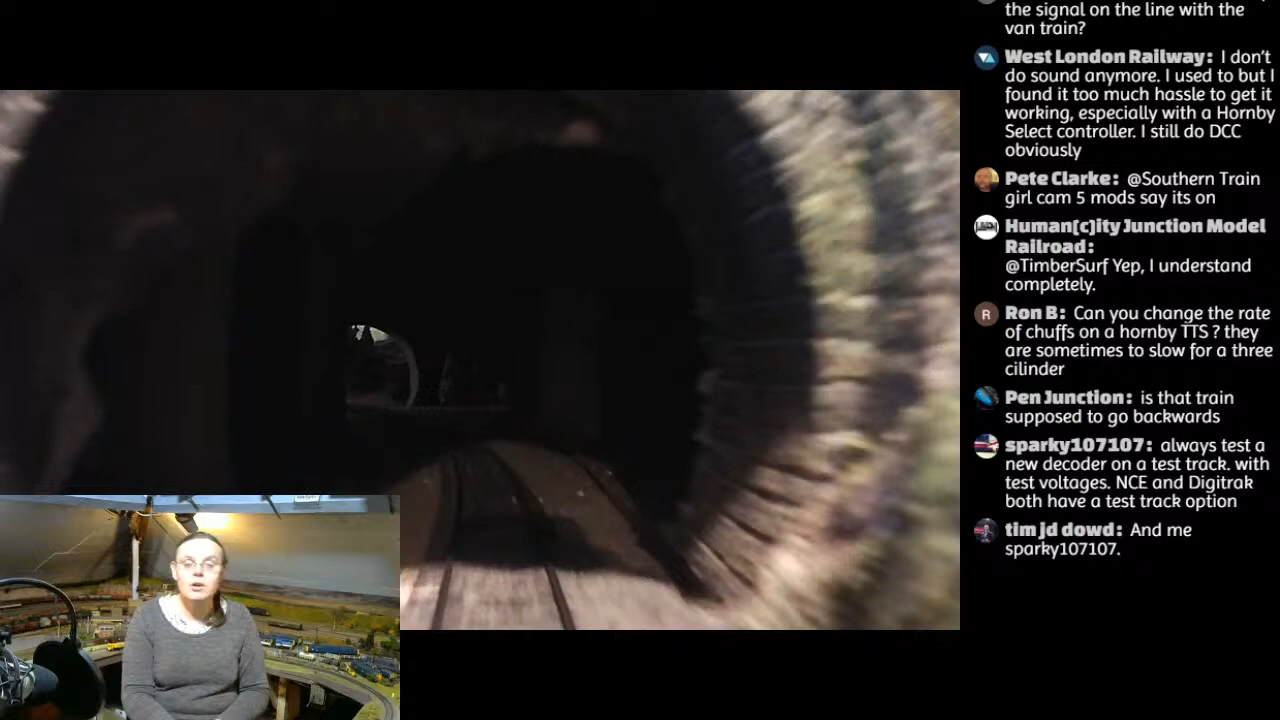 the signal on the line with the
van train?
West London Railway: I don't
do sound anymore. I used to but I
found it too much hassle to get it
working, especially with a Hornby
Select controller. I still do DCC
obviously
Pete Clarke: @Southern Train
girl cam 5 mods say its on
Human(c)ity Junction Model
Railroad:
@TimberSurf Yep, I understand
completely.
Ron B: Can you change the rate
of chuffs on a hornby TTS ? they
are sometimes to slow for a three
cilinder
Pen Junction: is that train
supposed to go backwards
sparky107107: always test a
new decoder on a test track. with
test voltages. NCE and Digitrak
both have a test track option
tim jd dowd: And me
sparky107107.
R